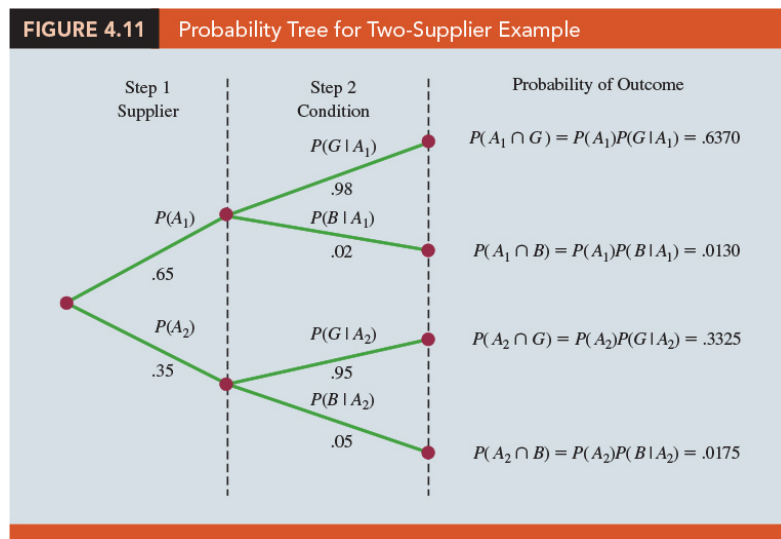 FIGURE 4.11 Probability Tree for Two-Supplier Example
Step 1
Supplier
Step 2
Condition
Probability of Outcome
P(G | A₁)
.98
P(A₁ ∩ G) = P(A₁)P(G | A₁) = .6370
P(A₁)
.65
P(B | A₁)
.02
P(A₁ ∩ B) = P(A₁)P(B | A₁) = .0130
P(A₂)
.35
P(G | A₂)
.95
P(A₂ ∩ G) = P(A₂)P(G | A₂) = .3325
P(B | A₂)
.05
P(A₂ ∩ B) = P(A₂)P(B | A₂) = .0175